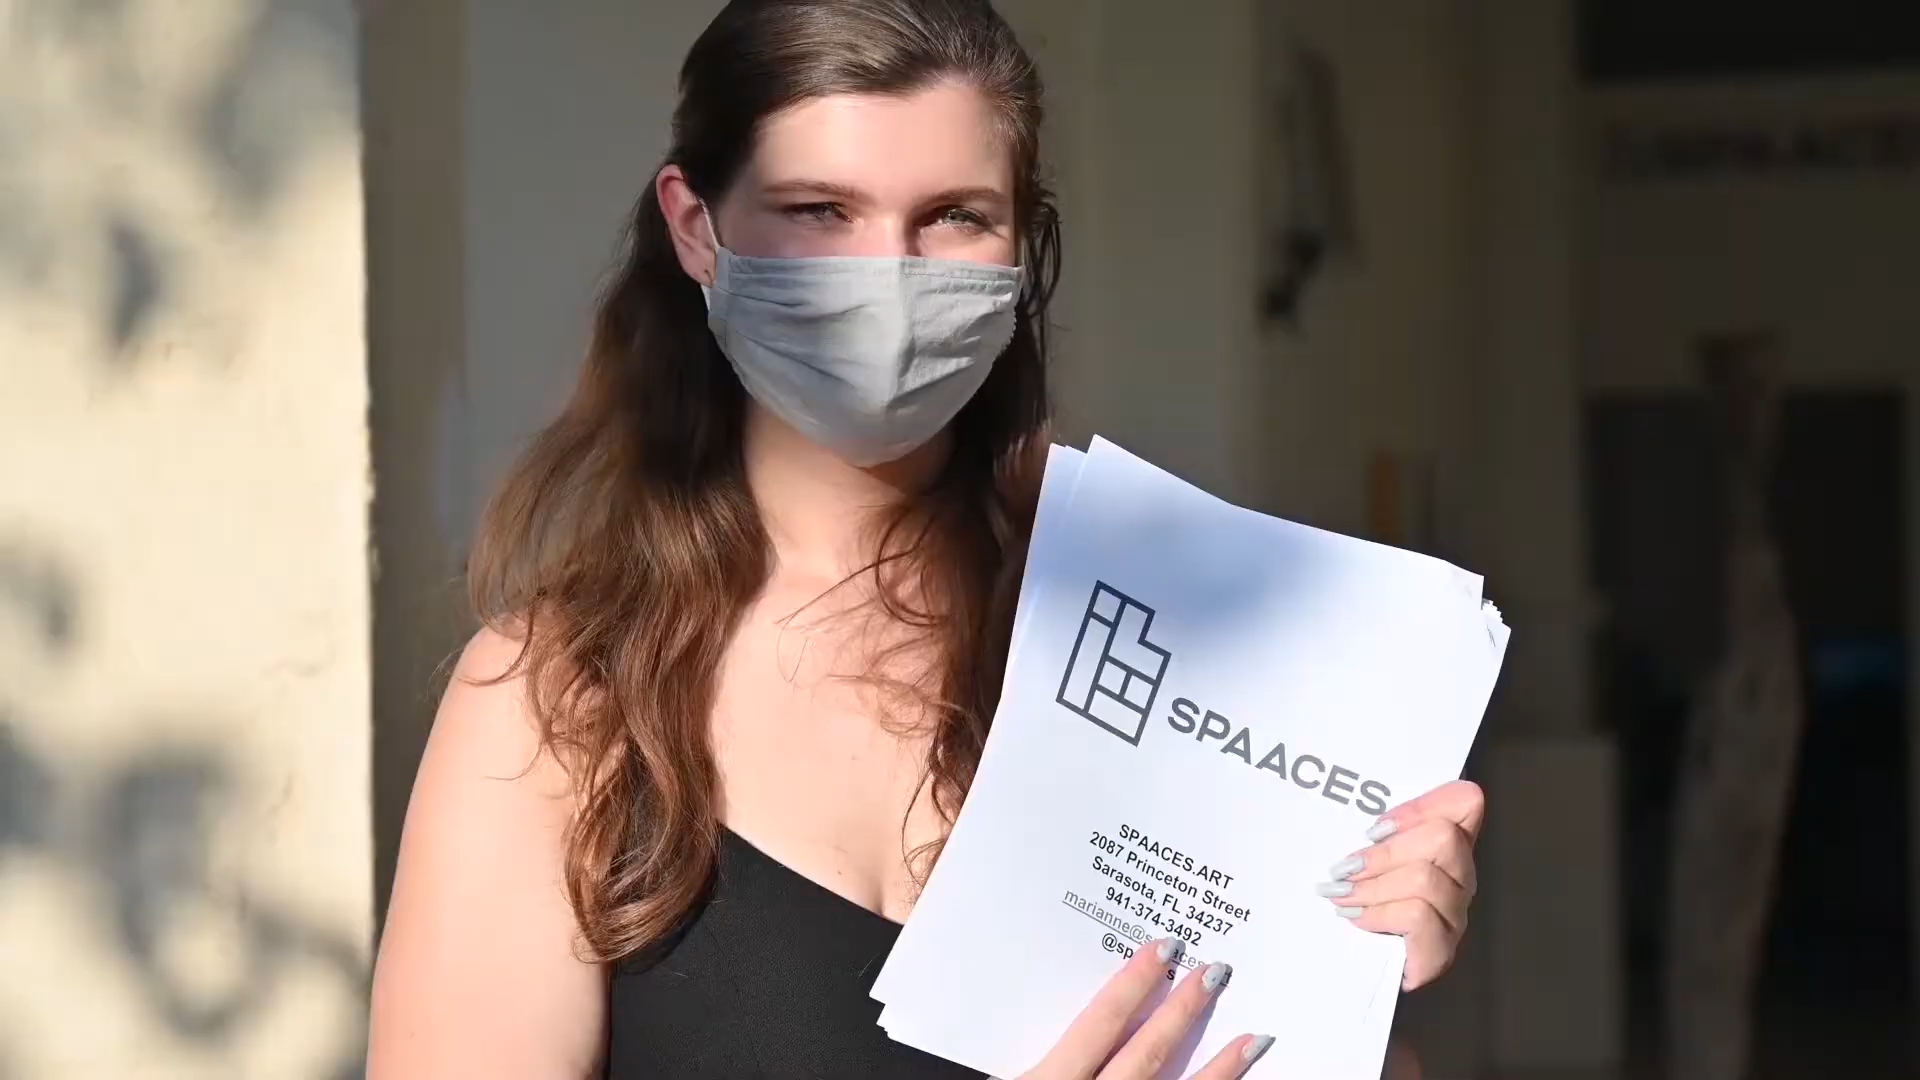 SPAACES
SPAACES.ART
2087 Princeton Street
Sarasota, FL 34237
941-374-3492